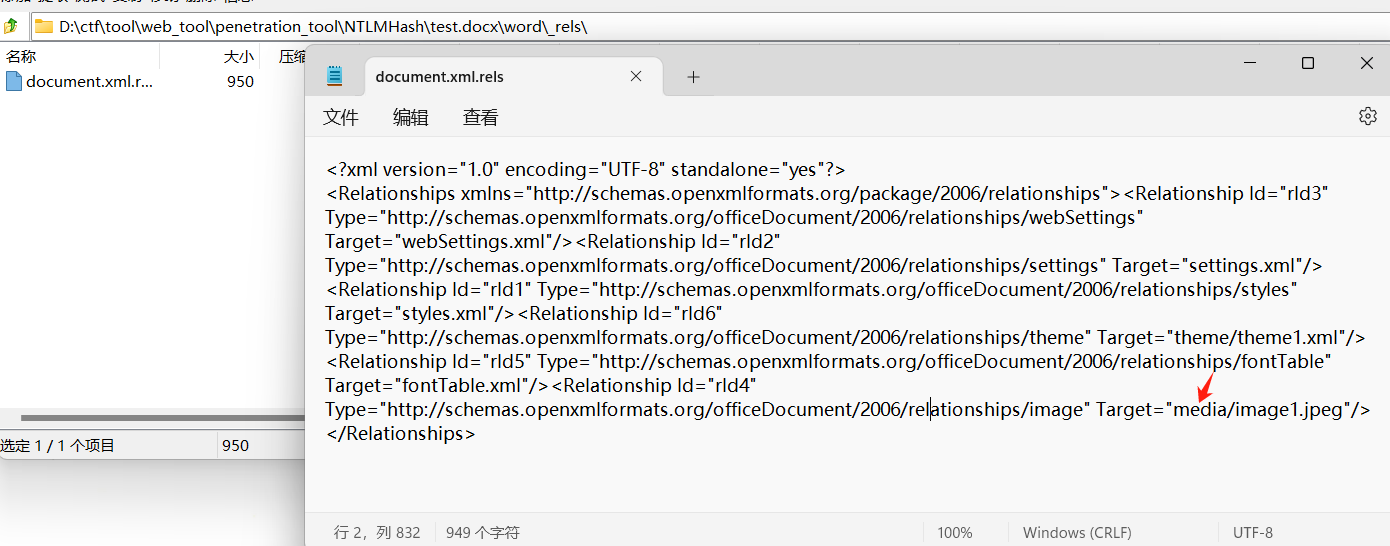 D:\ctf\tool\web_tool\penetration_tool\NTLMHash\test.docx\word\_rels\
名称 大小 压缩
document.xml.r... 950
document.xml.rels
文件 编辑 查看
<?xml version="1.0" encoding="UTF-8" standalone="yes"?>
<Relationships xmlns="http://schemas.openxmlformats.org/package/2006/relationships"><Relationship Id="rId3"
Type="http://schemas.openxmlformats.org/officeDocument/2006/relationships/webSettings"
Target="webSettings.xml"/><Relationship Id="rId2"
Type="http://schemas.openxmlformats.org/officeDocument/2006/relationships/settings" Target="settings.xml"/>
<Relationship Id="rId1" Type="http://schemas.openxmlformats.org/officeDocument/2006/relationships/styles"
Target="styles.xml"/><Relationship Id="rId6"
Type="http://schemas.openxmlformats.org/officeDocument/2006/relationships/theme" Target="theme/theme1.xml"/>
<Relationship Id="rId5" Type="http://schemas.openxmlformats.org/officeDocument/2006/relationships/fontTable"
Target="fontTable.xml"/><Relationship Id="rId4"
Type="http://schemas.openxmlformats.org/officeDocument/2006/relationships/image" Target="media/image1.jpeg"/>
</Relationships>
选定 1 / 1 个项目 950
行 2，列 832 949 个字符 100% Windows (CRLF) UTF-8